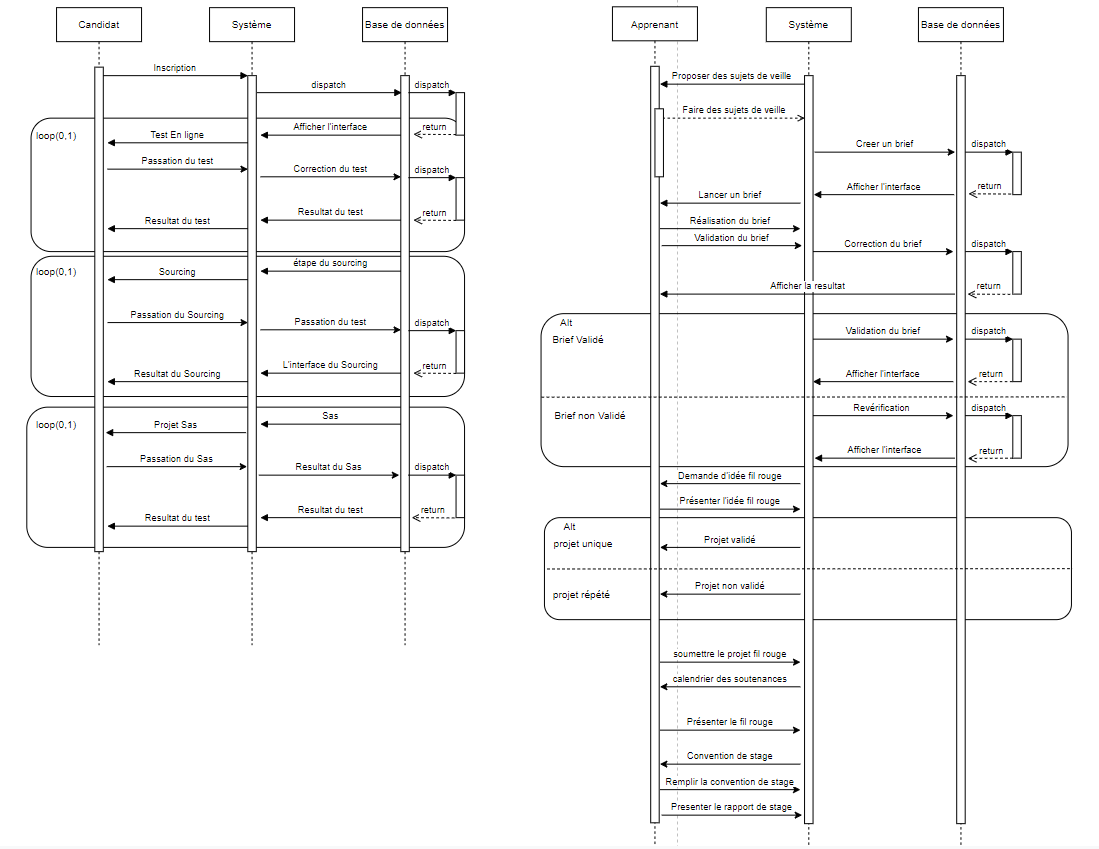 Candidat
Système
Base de données
Inscription
dispatch
dispatch
loop(0,1)
Test En ligne
Afficher l'interface
return
Passation du test
Correction du test
dispatch
Resultat du test
Resultat du test
return
loop(0,1)
Sourcing
étape du sourcing
Passation du Sourcing
Passation du test
dispatch
Resultat du Sourcing
L'interface du Sourcing
return
loop(0,1)
Projet Sas
Sas
Passation du Sas
Resultat du Sas
dispatch
Resultat du test
Resultat du test
return
Apprenant
Système
Base de données
Proposer des sujets de veille
Faire des sujets de veille
Creer un brief
dispatch
Afficher l'interface
return
Lancer un brief
Réalisation du brief
Validation du brief
Correction du brief
dispatch
Afficher la resultat
return
Alt
Brief Validé
Validation du brief
dispatch
Afficher l'interface
return
Brief non Validé
Revérification
dispatch
Afficher l'interface
return
Demande d'idée fil rouge
Présenter l'idée fil rouge
Alt
projet unique
Projet validé
projet répété
Projet non validé
soumettre le projet fil rouge
calendrier des soutenances
Présenter le fil rouge
Convention de stage
Remplir la convention de stage
Presenter le rapport de stage